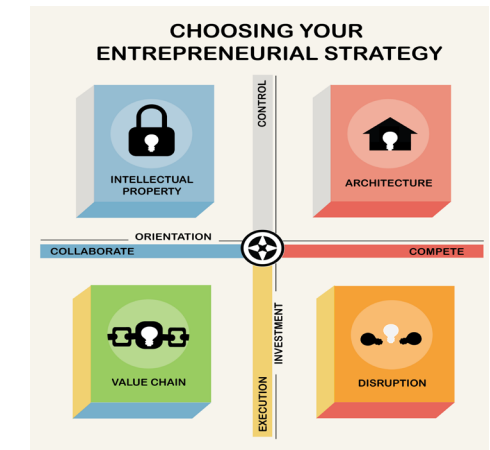 CHOOSING YOUR
ENTREPRENEURIAL STRATEGY
CONTROL
INTELLECTUAL
PROPERTY
ARCHITECTURE
ORIENTATION
COLLABORATE
COMPETE
INVESTMENT
VALUE CHAIN
DISRUPTION
EXECUTION